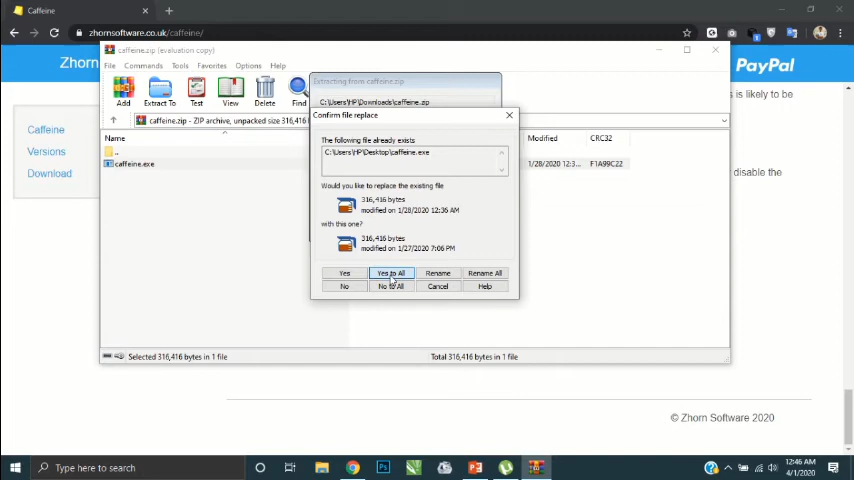 Caffeine
zhornsoftware.co.uk/caffeine/
Zhorn
PayPal
caffeine.zip (evaluation copy)
File Commands Tools Favorites Options Help
Add Extract To Test View Delete Find
caffeine.zip - ZIP archive, unpacked size 316,416
Name Modified CRC32
..
caffeine.exe 1/28/2020 12:3... F1A99C22
Selected 316,416 bytes in 1 file Total 316,416 bytes in 1 file
Extracting from caffeine.zip
C:\Users\HP\Downloads\caffeine.zip
Confirm file replace
The following file already exists
C:\Users\HP\Desktop\caffeine.exe
Would you like to replace the existing file
316,416 bytes
modified on 1/28/2020 12:36 AM
with this one?
316,416 bytes
modified on 1/27/2020 7:06 PM
Yes Yes to All Rename Rename All
No No to All Cancel Help
Caffeine
Versions
Download
s is likely to be
disable the
© Zhorn Software 2020
Type here to search
Ps
12:46 AM
4/1/2020